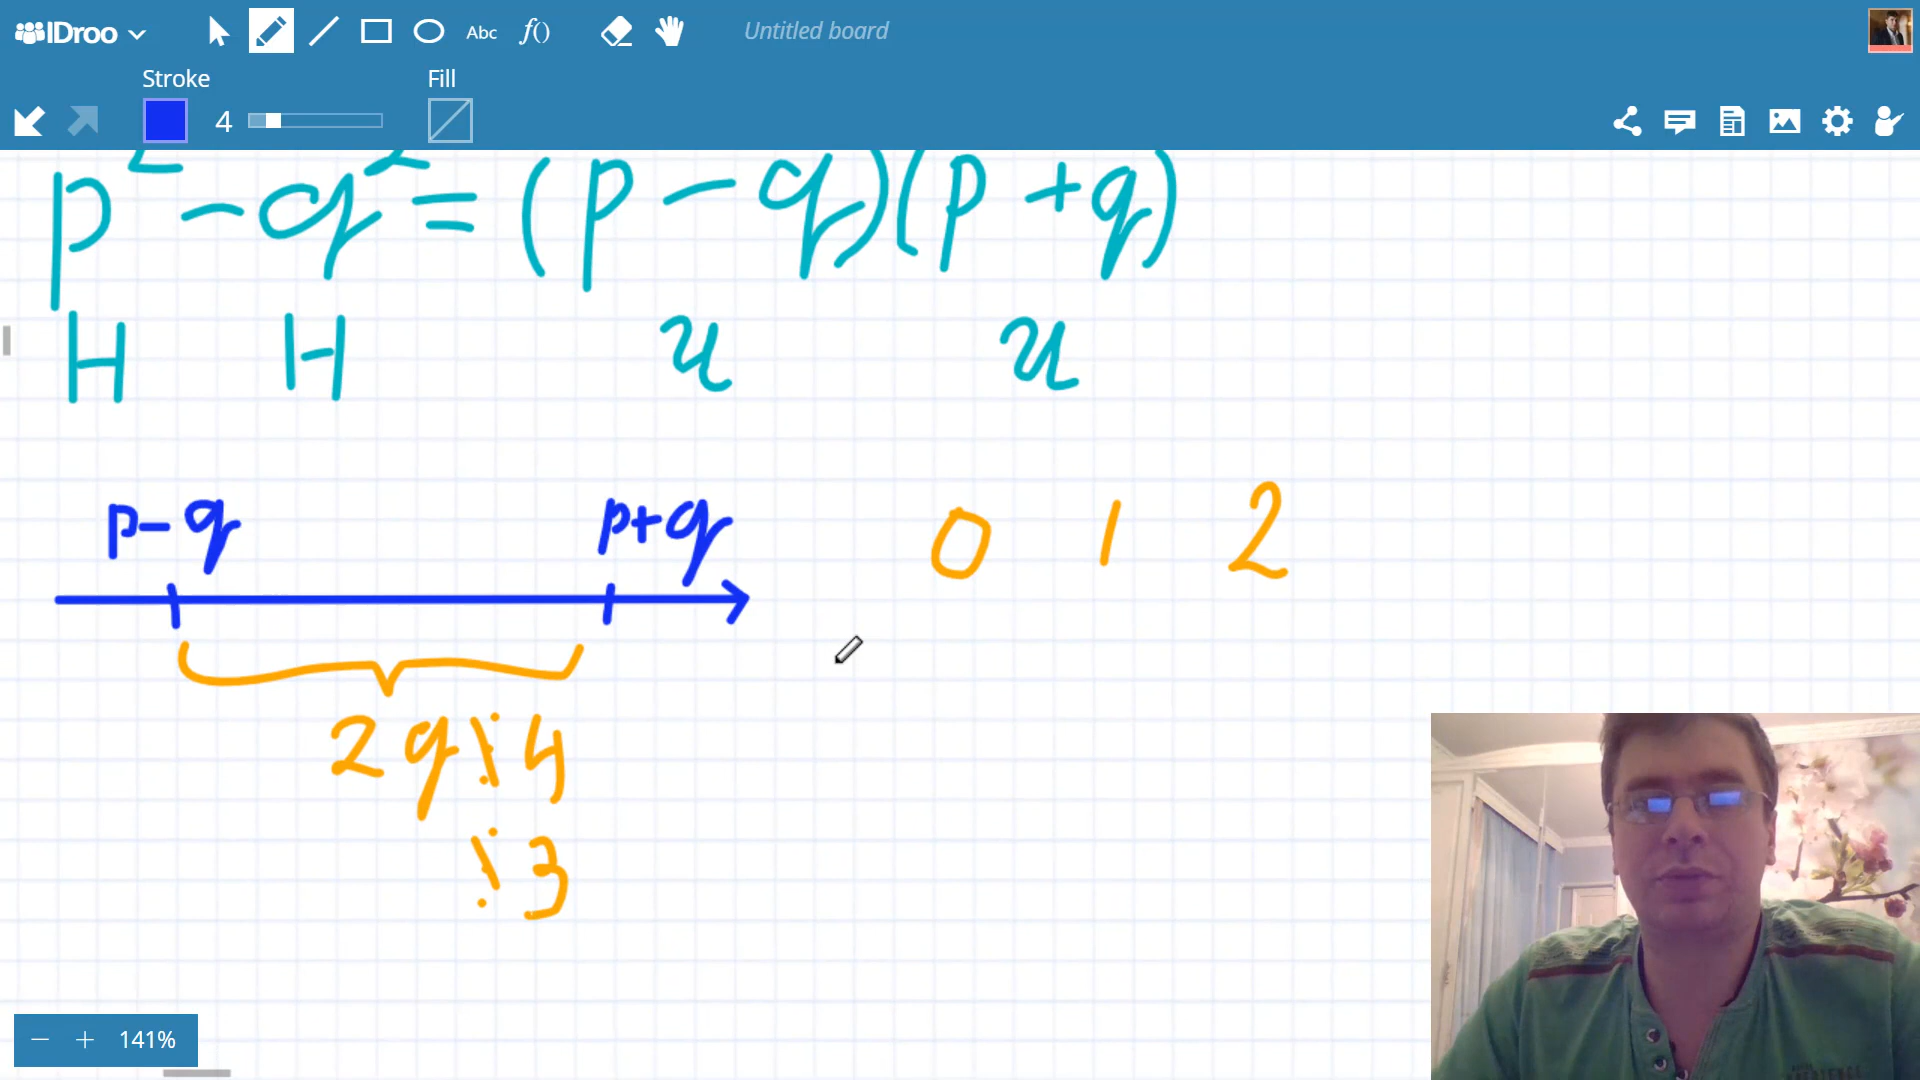 IDroo
Abc
f()
Untitled board
Stroke
Fill
4
p² - q² = (p - q)(p + q)
Н Н и и
p - q
p + q
0 1 2
2q ⋮\ 4
⋮\ 3
141%